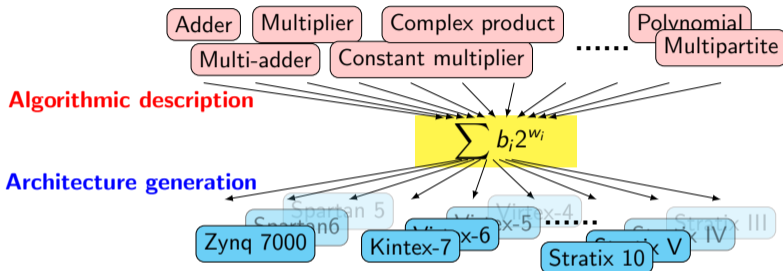 Adder
Multiplier
Complex product
Polynomial
Multi-adder
Constant multiplier
......
Multipartite
Algorithmic description
∑ b_i 2^{w_i}
Architecture generation
Spartan 5
Virtex-4
Stratix III
Spartan6
Virtex-5
......
Stratix IV
Zynq 7000
Kintex-7
Virtex-6
Stratix V
Stratix 10